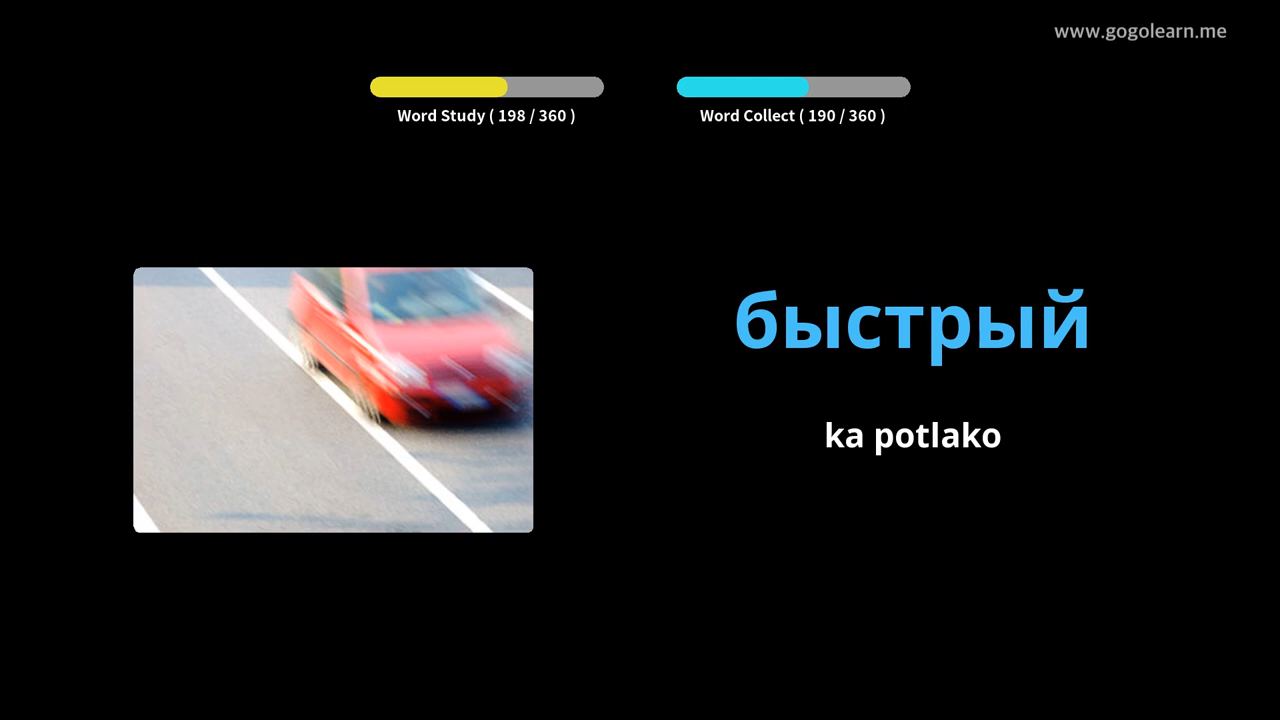 www.gogolearn.me
Word Study ( 198 / 360 )
Word Collect ( 190 / 360 )
быстрый
ka potlako